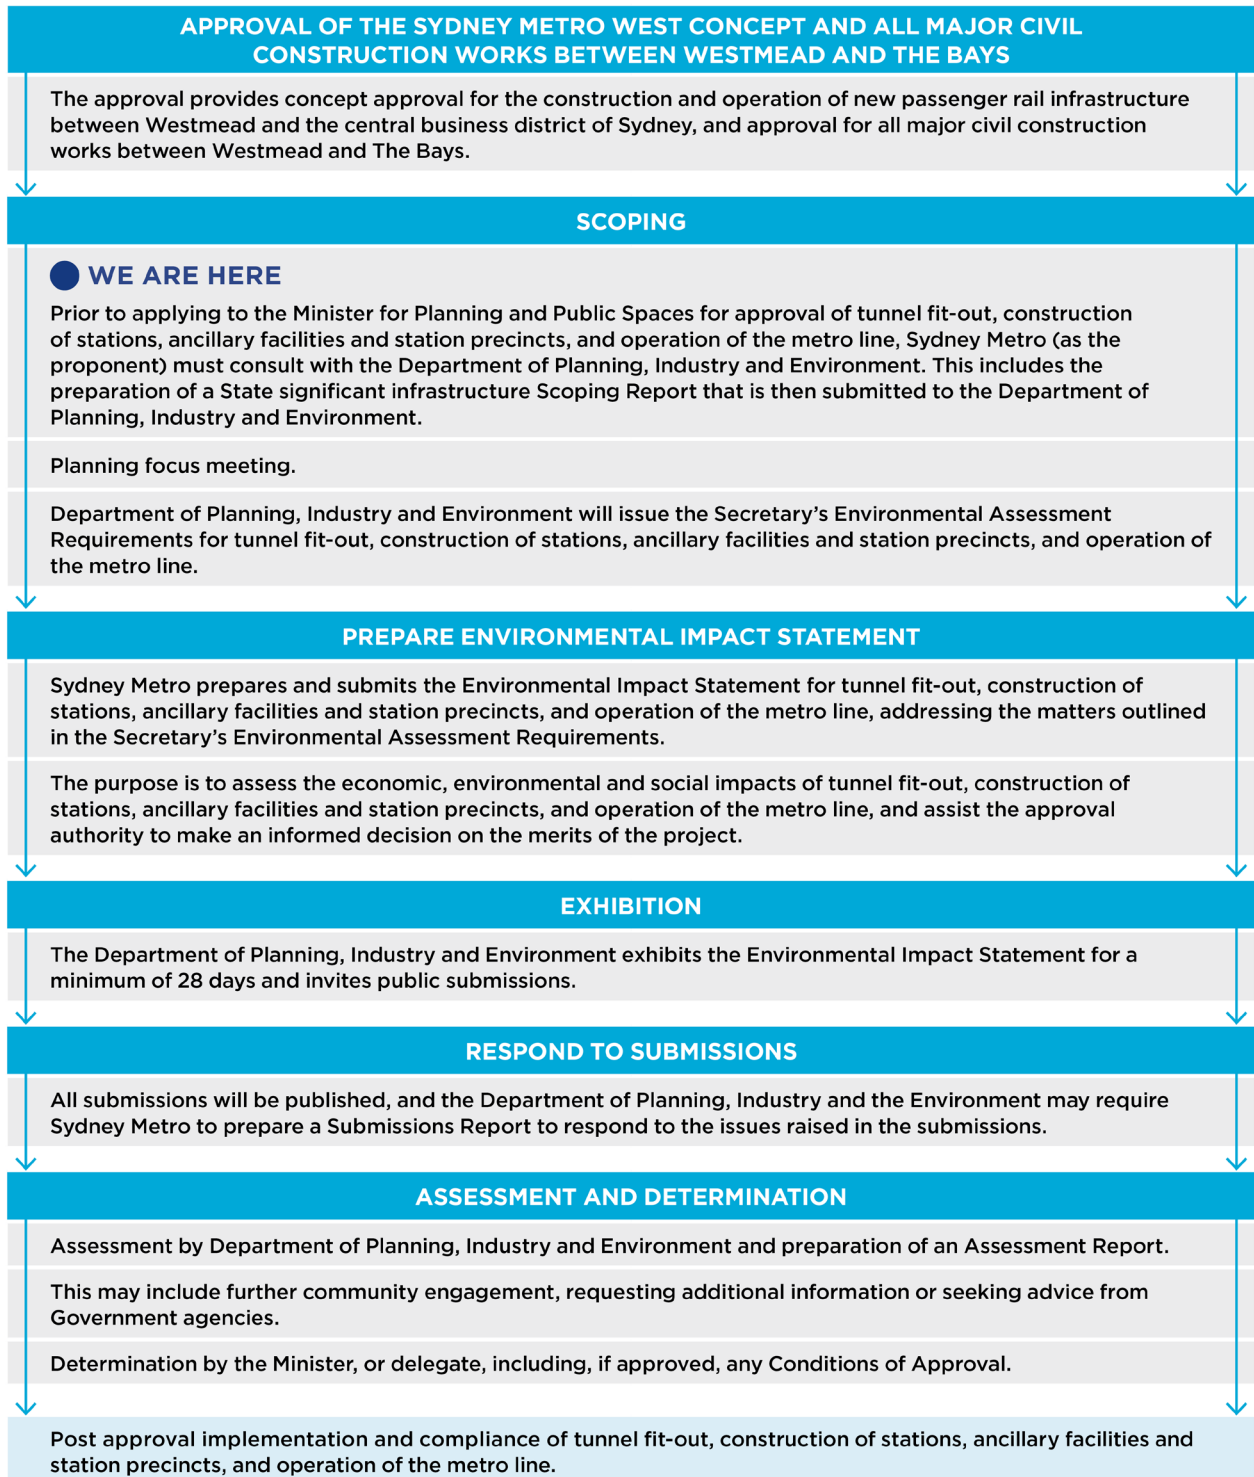 APPROVAL OF THE SYDNEY METRO WEST CONCEPT AND ALL MAJOR CIVIL
CONSTRUCTION WORKS BETWEEN WESTMEAD AND THE BAYS
The approval provides concept approval for the construction and operation of new passenger rail infrastructure
between Westmead and the central business district of Sydney, and approval for all major civil construction
works between Westmead and The Bays.
SCOPING
WE ARE HERE
Prior to applying to the Minister for Planning and Public Spaces for approval of tunnel fit-out, construction
of stations, ancillary facilities and station precincts, and operation of the metro line, Sydney Metro (as the
proponent) must consult with the Department of Planning, Industry and Environment. This includes the
preparation of a State significant infrastructure Scoping Report that is then submitted to the Department of
Planning, Industry and Environment.
Planning focus meeting.
Department of Planning, Industry and Environment will issue the Secretary's Environmental Assessment
Requirements for tunnel fit-out, construction of stations, ancillary facilities and station precincts, and operation of
the metro line.
PREPARE ENVIRONMENTAL IMPACT STATEMENT
Sydney Metro prepares and submits the Environmental Impact Statement for tunnel fit-out, construction of
stations, ancillary facilities and station precincts, and operation of the metro line, addressing the matters outlined
in the Secretary's Environmental Assessment Requirements.
The purpose is to assess the economic, environmental and social impacts of tunnel fit-out, construction of
stations, ancillary facilities and station precincts, and operation of the metro line, and assist the approval
authority to make an informed decision on the merits of the project.
EXHIBITION
The Department of Planning, Industry and Environment exhibits the Environmental Impact Statement for a
minimum of 28 days and invites public submissions.
RESPOND TO SUBMISSIONS
All submissions will be published, and the Department of Planning, Industry and the Environment may require
Sydney Metro to prepare a Submissions Report to respond to the issues raised in the submissions.
ASSESSMENT AND DETERMINATION
Assessment by Department of Planning, Industry and Environment and preparation of an Assessment Report.
This may include further community engagement, requesting additional information or seeking advice from
Government agencies.
Determination by the Minister, or delegate, including, if approved, any Conditions of Approval.
Post approval implementation and compliance of tunnel fit-out, construction of stations, ancillary facilities and
station precincts, and operation of the metro line.